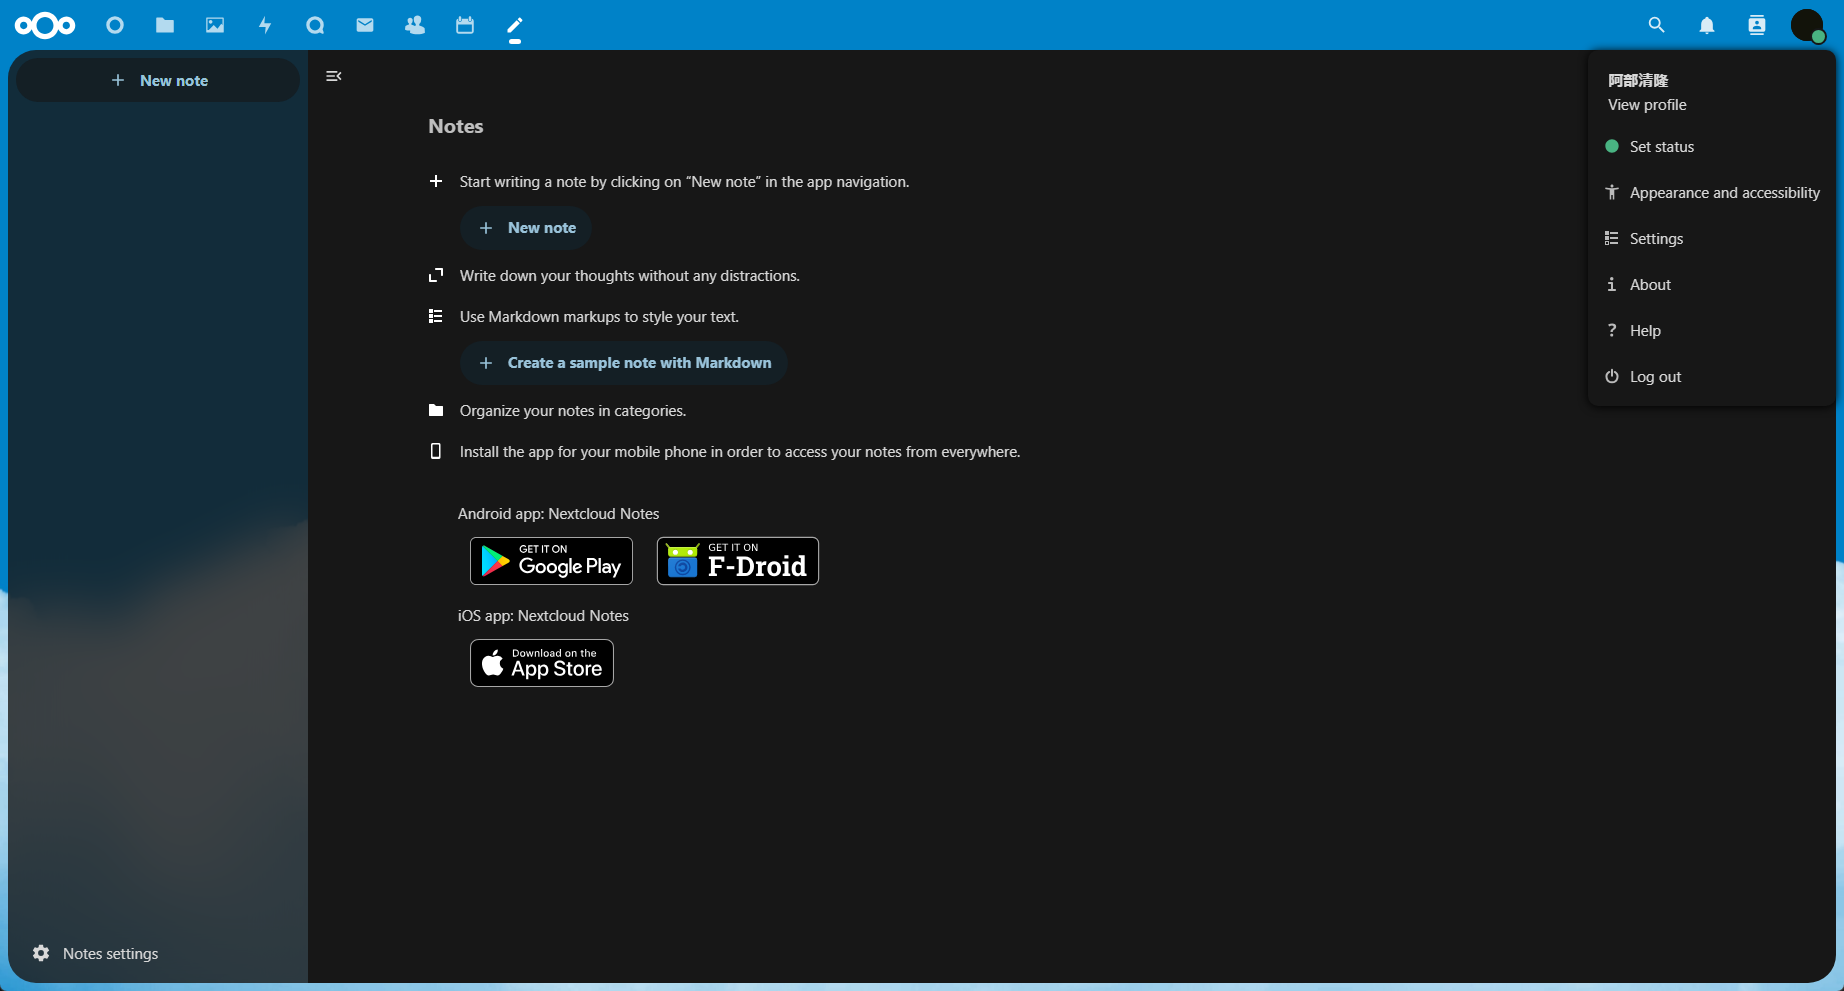 New note
Notes
Start writing a note by clicking on “New note” in the app navigation.
New note
Write down your thoughts without any distractions.
Use Markdown markups to style your text.
Create a sample note with Markdown
Organize your notes in categories.
Install the app for your mobile phone in order to access your notes from everywhere.
Android app: Nextcloud Notes
GET IT ON
Google Play
GET IT ON
F-Droid
iOS app: Nextcloud Notes
Download on the
App Store
Notes settings
阿部清隆
View profile
Set status
Appearance and accessibility
Settings
About
Help
Log out